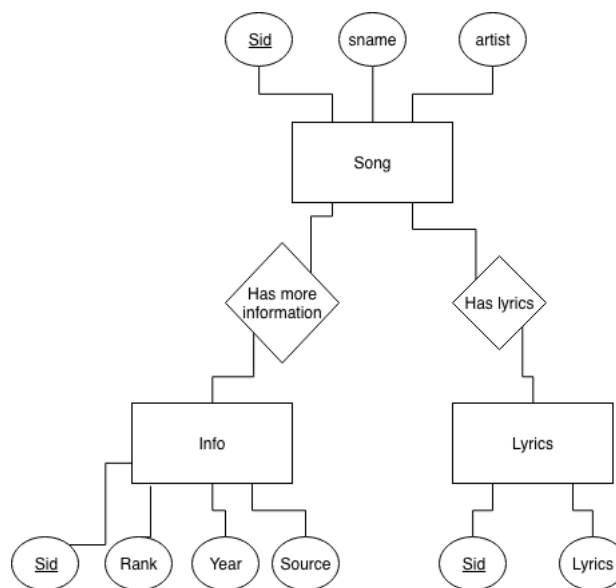 Sid
sname
artist
Song
Has more
information
Has lyrics
Info
Lyrics
Sid
Rank
Year
Source
Sid
Lyrics